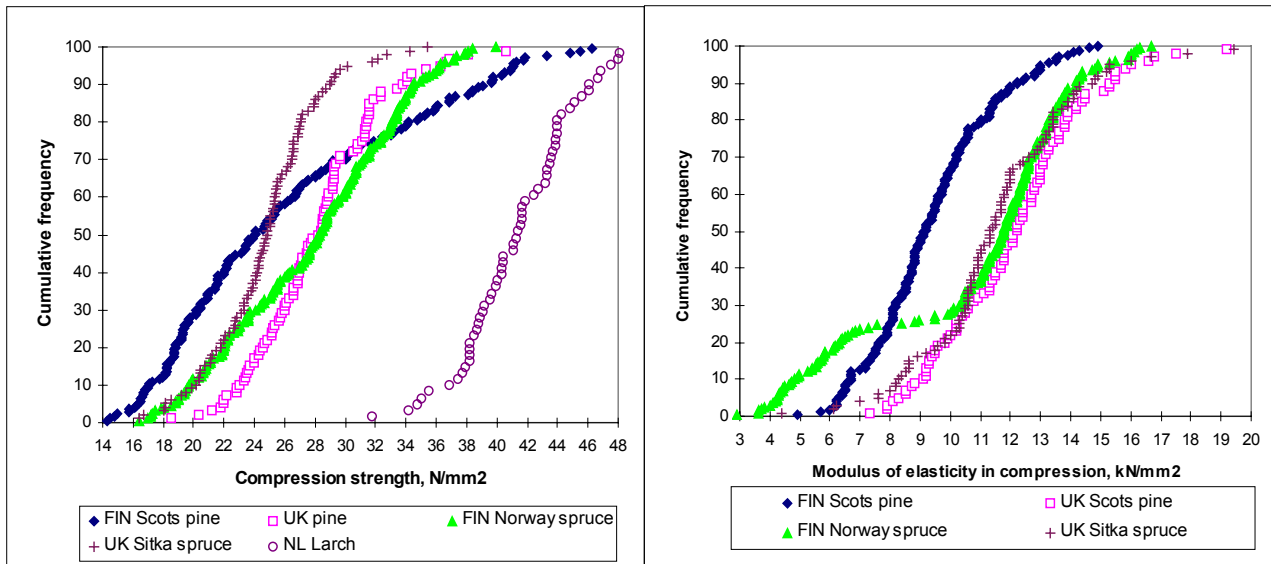 100
90
80
70
60
50
40
30
20
10
0
Cumulative frequency
14 16 18 20 22 24 26 28 30 32 34 36 38 40 42 44 46 48
Compression strength, N/mm2
FIN Scots pine UK pine FIN Norway spruce
UK Sitka spruce NL Larch
100
90
80
70
60
50
40
30
20
10
0
Cumulative frequency
3 4 5 6 7 8 9 10 11 12 13 14 15 16 17 18 19 20
Modulus of elasticity in compression, kN/mm2
FIN Scots pine UK Scots pine
FIN Norway spruce UK Sitka spruce